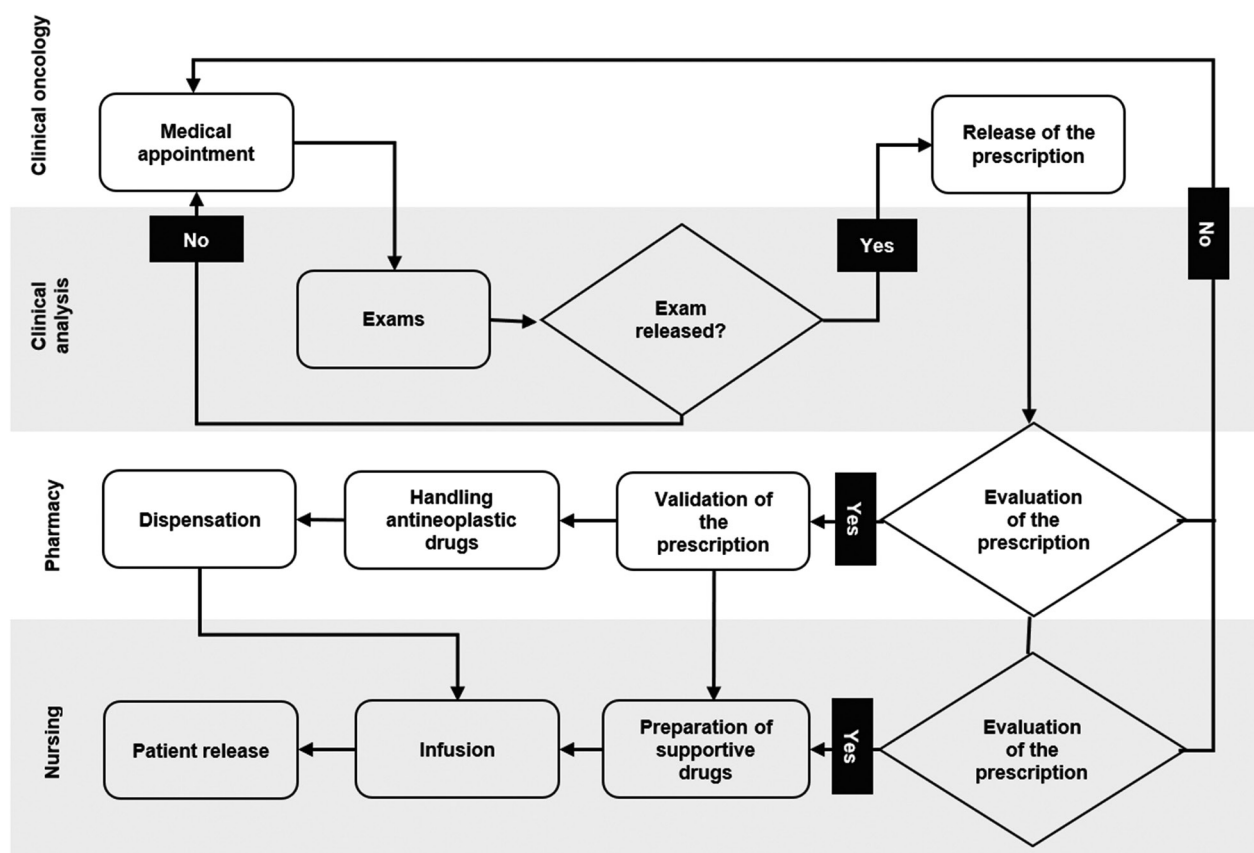 Clinical oncology
Medical
appointment
Release of the
prescription
No
Yes
No
Clinical
analysis
Exams
Exam
released?
Pharmacy
Dispensation
Handling
antineoplastic
drugs
Validation of
the
prescription
Yes
Evaluation
of the
prescription
Nursing
Patient release
Infusion
Preparation of
supportive
drugs
Yes
Evaluation
of the
prescription